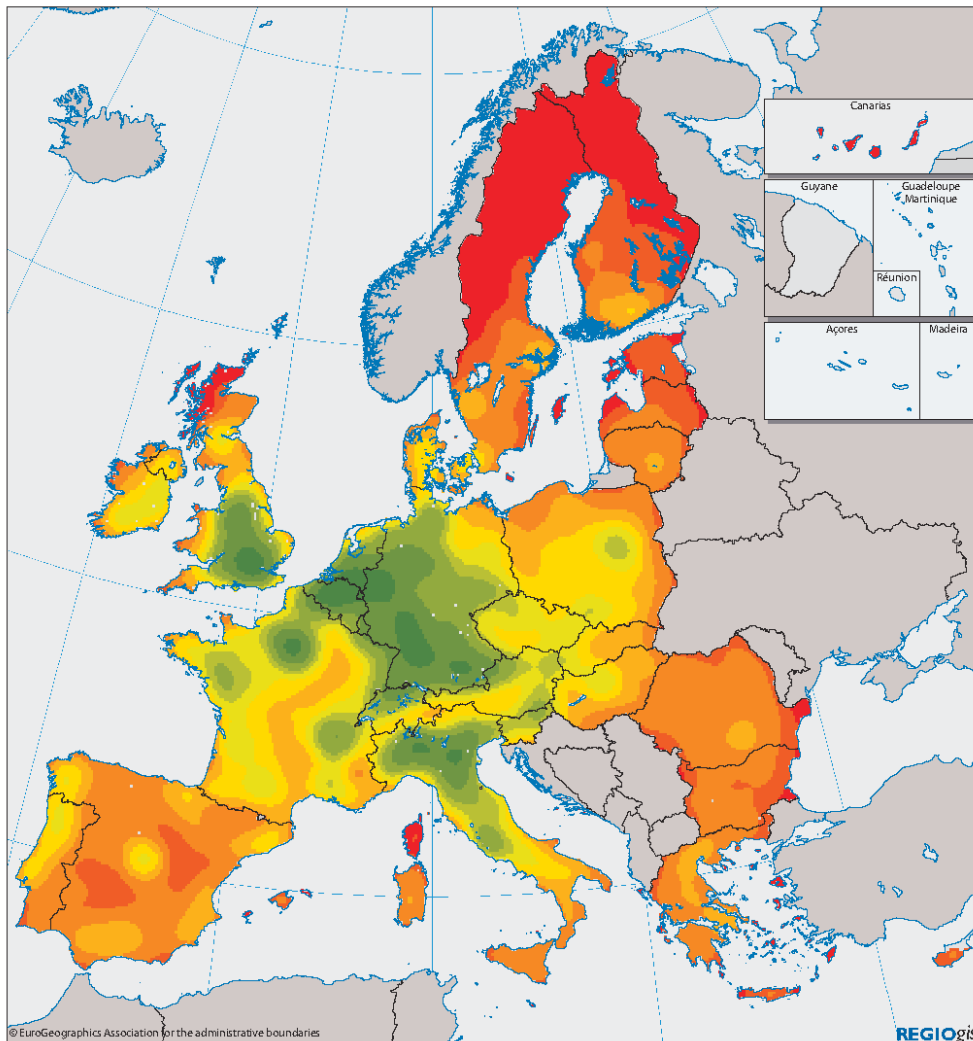 Canarias
Guyane
Guadeloupe
Martinique
Réunion
Açores
Madeira
© EuroGeographics Association for the administrative boundaries
REGIOgis